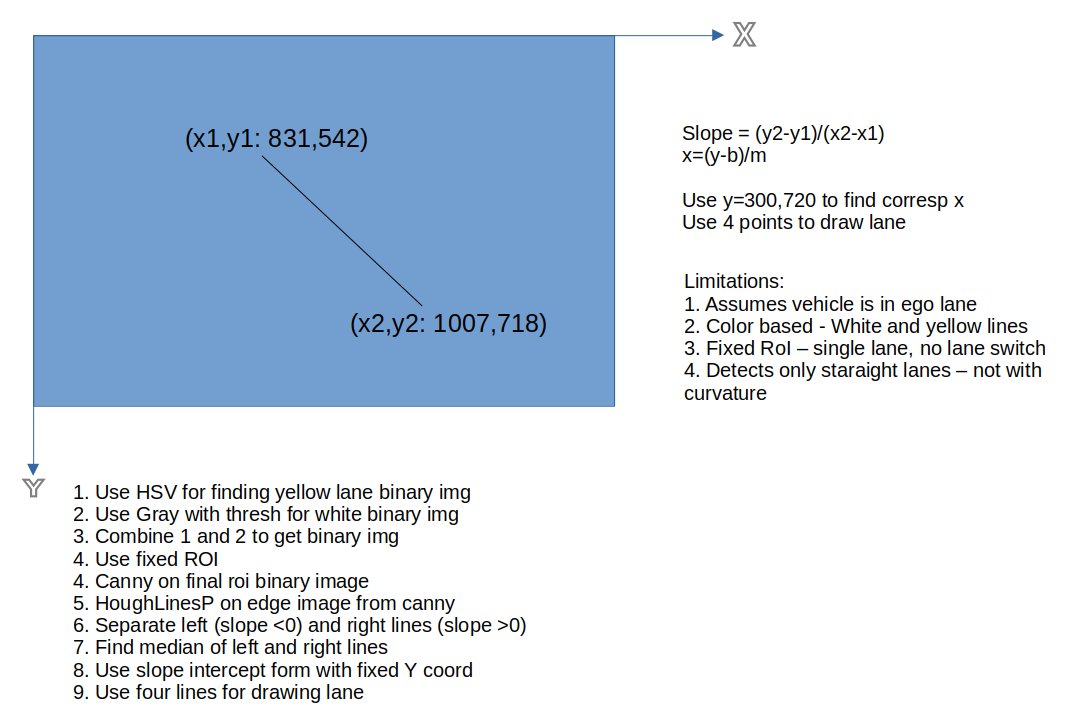 X
(x1,y1: 831,542)
(x2,y2: 1007,718)
Slope = (y2-y1)/(x2-x1)
x=(y-b)/m
Use y=300,720 to find corresp x
Use 4 points to draw lane
Limitations:
1. Assumes vehicle is in ego lane
2. Color based - White and yellow lines
3. Fixed RoI – single lane, no lane switch
4. Detects only staraight lanes – not with
curvature
Y
1. Use HSV for finding yellow lane binary img
2. Use Gray with thresh for white binary img
3. Combine 1 and 2 to get binary img
4. Use fixed ROI
4. Canny on final roi binary image
5. HoughLinesP on edge image from canny
6. Separate left (slope <0) and right lines (slope >0)
7. Find median of left and right lines
8. Use slope intercept form with fixed Y coord
9. Use four lines for drawing lane